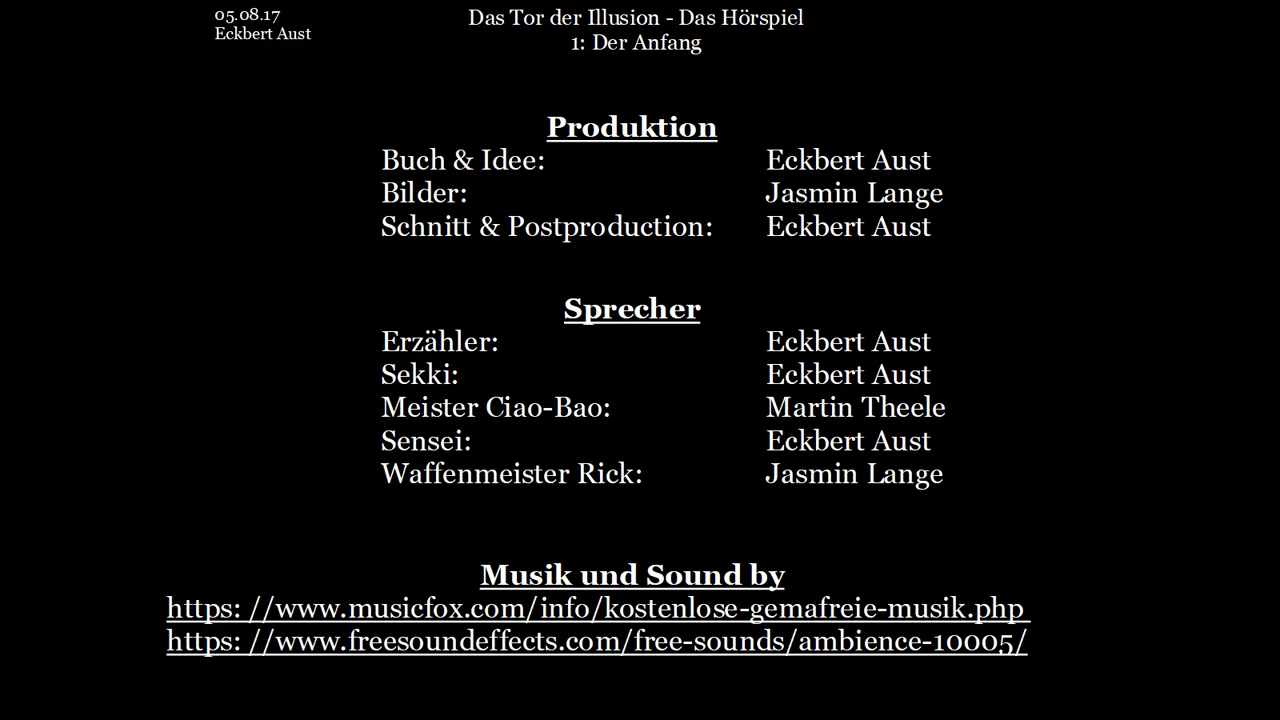 05.08.17
Eckbert Aust
Das Tor der Illusion - Das Hörspiel
1: Der Anfang
Produktion
Buch & Idee: Eckbert Aust
Bilder: Jasmin Lange
Schnitt & Postproduction: Eckbert Aust
Sprecher
Erzähler: Eckbert Aust
Sekki: Eckbert Aust
Meister Ciao-Bao: Martin Theele
Sensei: Eckbert Aust
Waffenmeister Rick: Jasmin Lange
Musik und Sound by
https: //www.musicfox.com/info/kostenlose-gemafreie-musik.php
https: //www.freesoundeffects.com/free-sounds/ambience-10005/